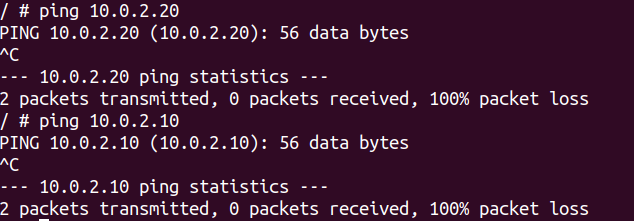 / # ping 10.0.2.20
PING 10.0.2.20 (10.0.2.20): 56 data bytes
^C
--- 10.0.2.20 ping statistics ---
2 packets transmitted, 0 packets received, 100% packet loss
/ # ping 10.0.2.10
PING 10.0.2.10 (10.0.2.10): 56 data bytes
^C
--- 10.0.2.10 ping statistics ---
2 packets transmitted, 0 packets received, 100% packet loss